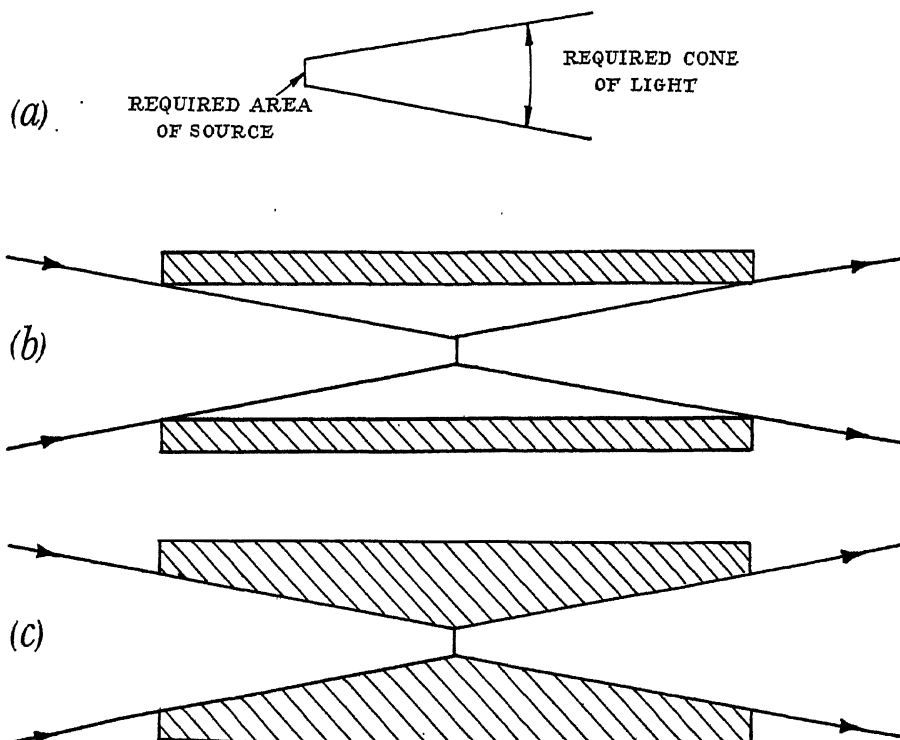 REQUIRED CONE
OF LIGHT
REQUIRED AREA
OF SOURCE
(a)
(b)
(c)